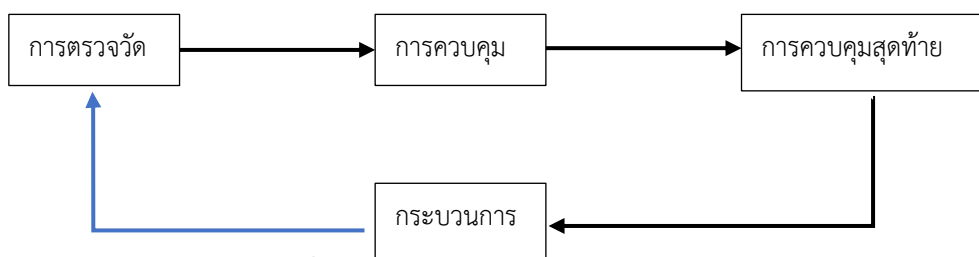 การตรวจวัด
การควบคุม
การควบคุมสุดท้าย
กระบวนการ